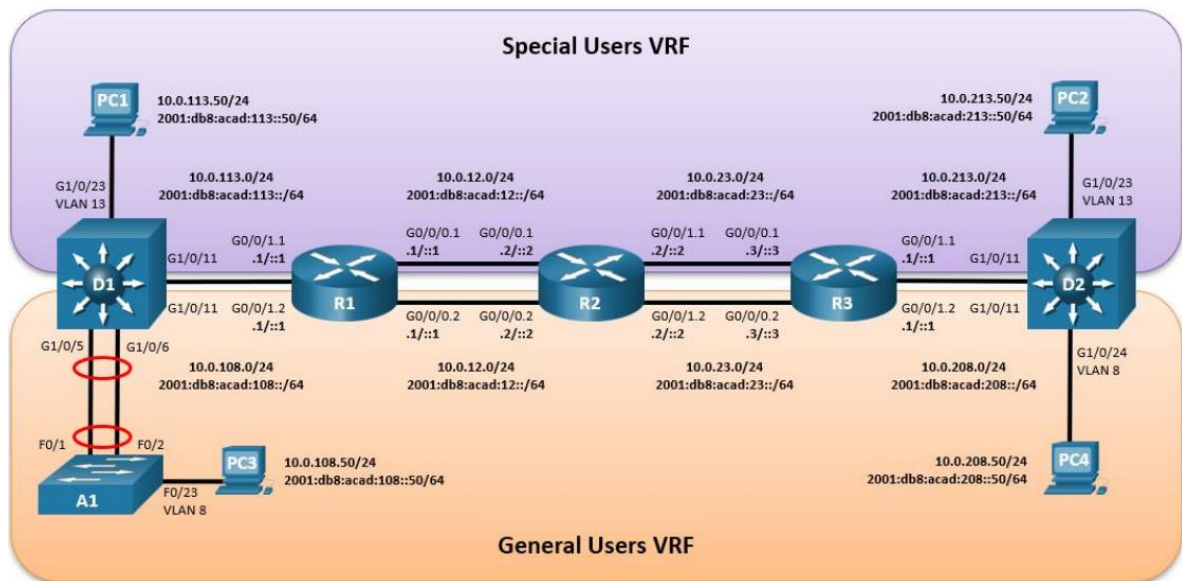 Special Users VRF
PC1
10.0.113.50/24
2001:db8:acad:113::50/64
10.0.213.50/24
2001:db8:acad:213::50/64
PC2
G1/0/23
VLAN 13
10.0.113.0/24
2001:db8:acad:113::/64
10.0.12.0/24
2001:db8:acad:12::/64
10.0.23.0/24
2001:db8:acad:23::/64
10.0.213.0/24
2001:db8:acad:213::/64
G1/0/23
VLAN 13
D1
G1/0/11
G0/0/1.1
.1/::1
R1
G0/0/0.1
.1/::1
G0/0/0.1
.2/::2
R2
G0/0/1.1
.2/::2
G0/0/0.1
.3/::3
R3
G0/0/1.1
.1/::1
G1/0/11
D2
G1/0/11
G0/0/1.2
.1/::1
G0/0/0.2
.1/::1
G0/0/0.2
.2/::2
G0/0/1.2
.2/::2
G0/0/0.2
.3/::3
G0/0/1.2
.1/::1
G1/0/11
G1/0/5
G1/0/6
10.0.108.0/24
2001:db8:acad:108::/64
10.0.12.0/24
2001:db8:acad:12::/64
10.0.23.0/24
2001:db8:acad:23::/64
10.0.208.0/24
2001:db8:acad:208::/64
G1/0/24
VLAN 8
F0/1
F0/2
A1
F0/23
VLAN 8
PC3
10.0.108.50/24
2001:db8:acad:108::50/64
10.0.208.50/24
2001:db8:acad:208::50/64
PC4
General Users VRF